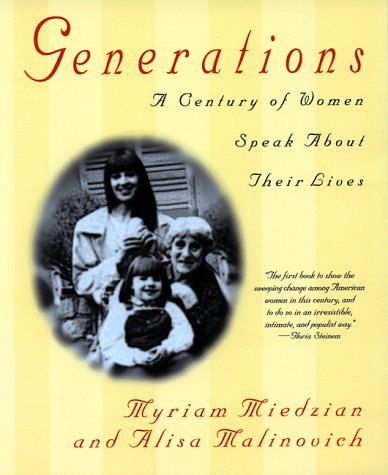 Generations
A Century of Women
Speak About
Their Lives
"The first book to show the
sweeping change among American
women in this century, and
to do so in an irresistible,
intimate, and populist way."
—Gloria Steinem
Myriam Miedzian
and Alisa Malinovich